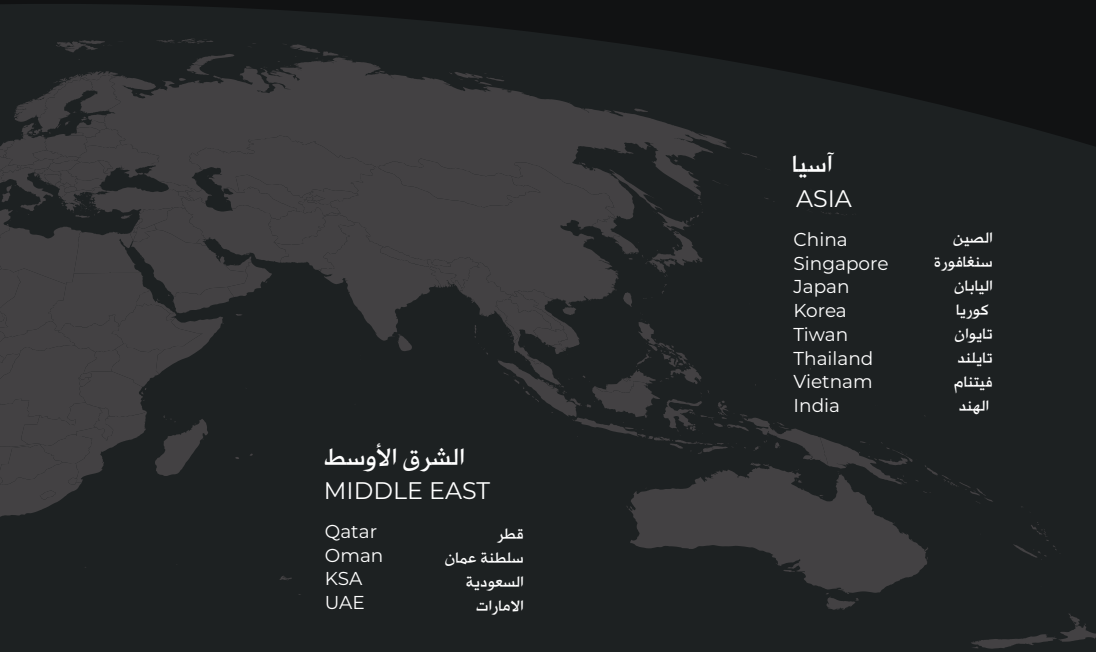 آسيا
ASIA
China الصين
Singapore سنغافورة
Japan اليابان
Korea كوريا
Tiwan تايوان
Thailand تايلند
Vietnam فيتنام
India الهند
الشرق الأوسط
MIDDLE EAST
Qatar قطر
Oman سلطنة عمان
KSA السعودية
UAE الامارات